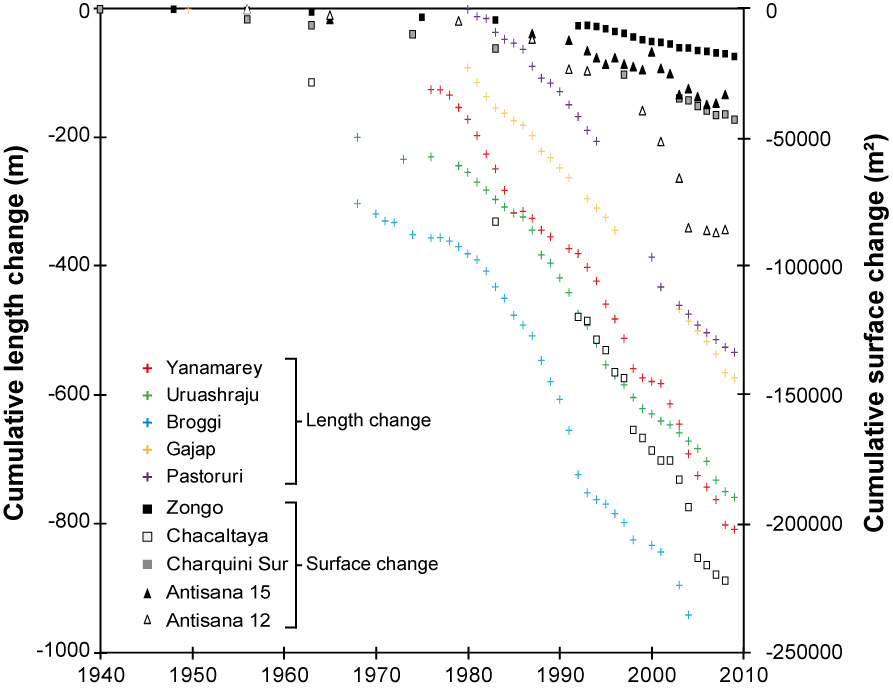 0
-200
-400
-600
-800
-1000
Cumulative length change (m)
0
-50000
-100000
-150000
-200000
-250000
Cumulative surface change (m²)
Yanamarey
Uruashraju
Broggi
Gajap
Pastoruri
Length change
Zongo
Chacaltaya
Charquini Sur
Antisana 15
Antisana 12
Surface change
1940 1950 1960 1970 1980 1990 2000 2010